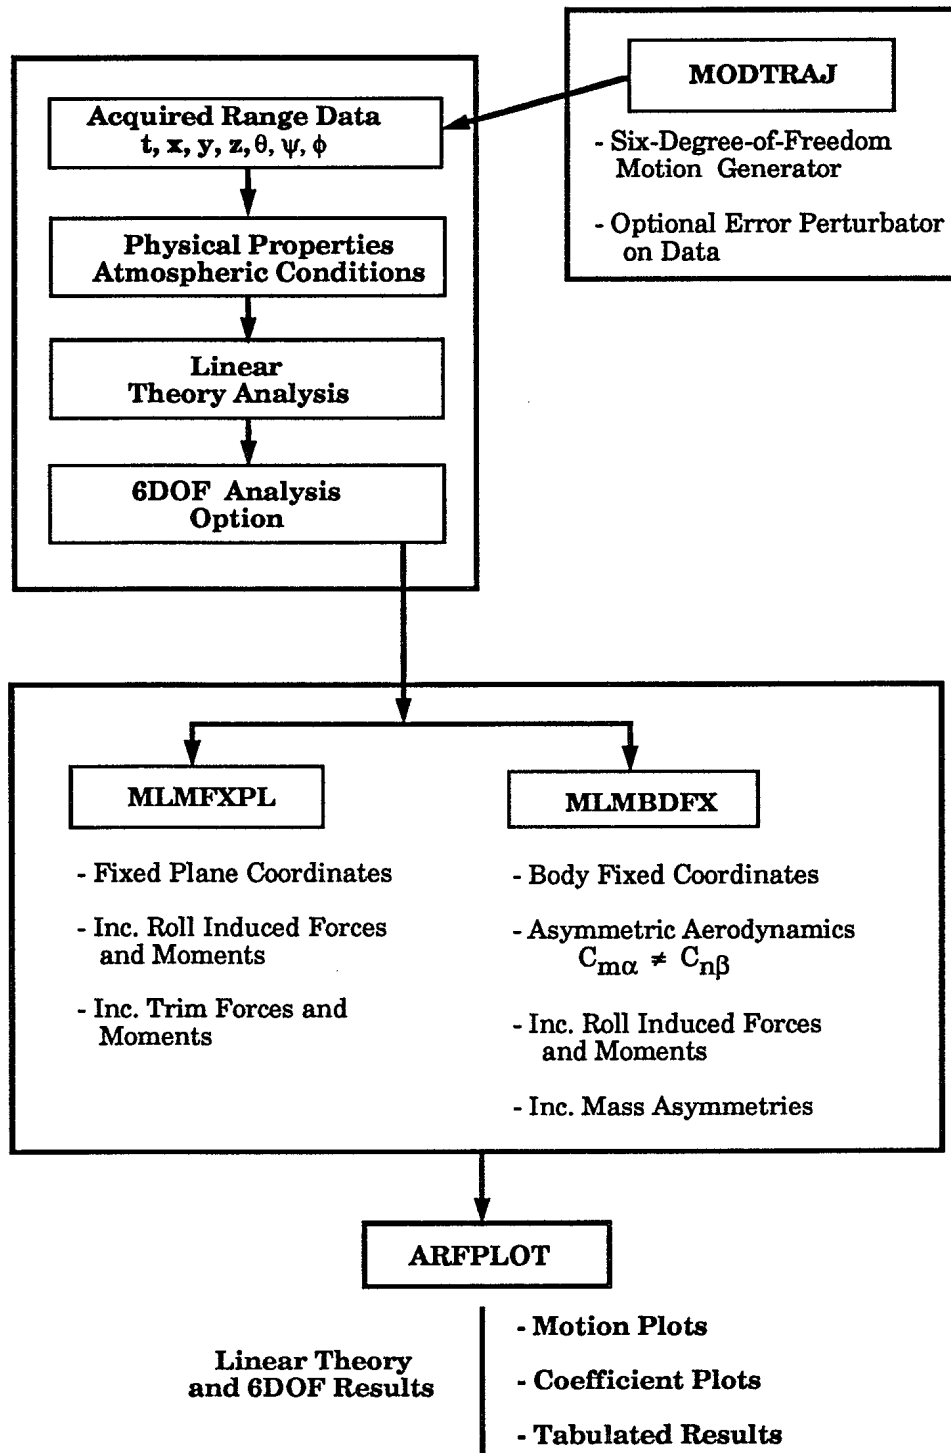 MODTRAJ
- Six-Degree-of-Freedom
Motion Generator
- Optional Error Perturbator
on Data
Acquired Range Data
t, x, y, z, θ, ψ, ϕ
Physical Properties
Atmospheric Conditions
Linear
Theory Analysis
6DOF Analysis
Option
MLMFXPL
- Fixed Plane Coordinates
- Inc. Roll Induced Forces
and Moments
- Inc. Trim Forces and
Moments
MLMBDFX
- Body Fixed Coordinates
- Asymmetric Aerodynamics
Cmα ≠ Cnβ
- Inc. Roll Induced Forces
and Moments
- Inc. Mass Asymmetries
ARFPLOT
Linear Theory
and 6DOF Results
- Motion Plots
- Coefficient Plots
- Tabulated Results